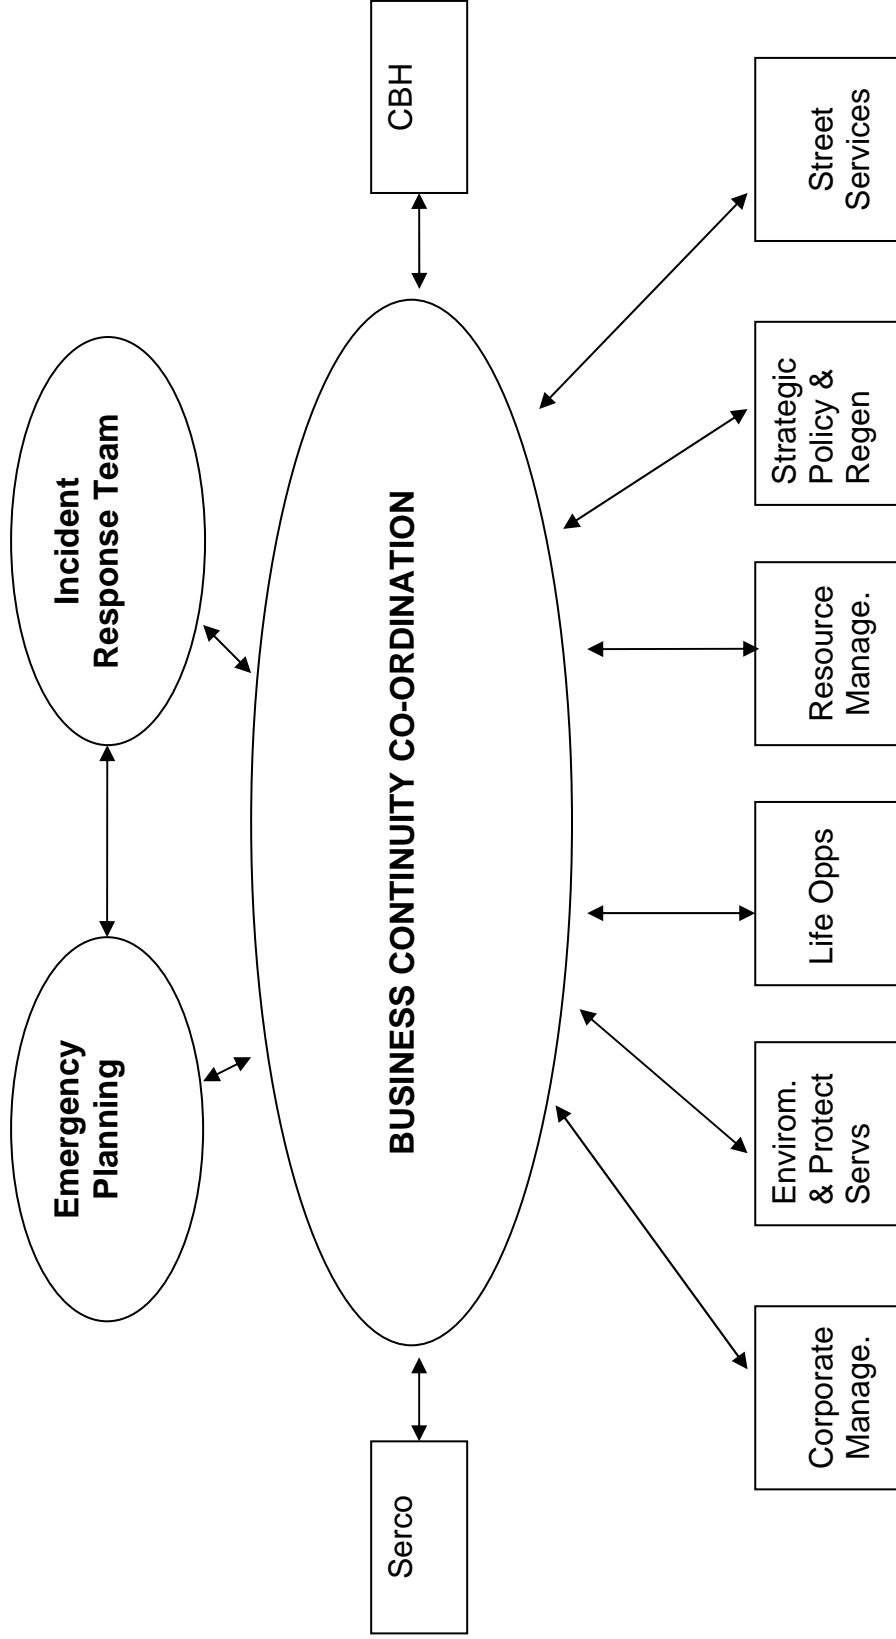 Emergency
Planning
Incident
Response Team
Serco
BUSINESS CONTINUITY CO-ORDINATION
CBH
Corporate
Manage.
Envirom.
& Protect
Servs
Life Opps
Resource
Manage.
Strategic
Policy &
Regen
Street
Services